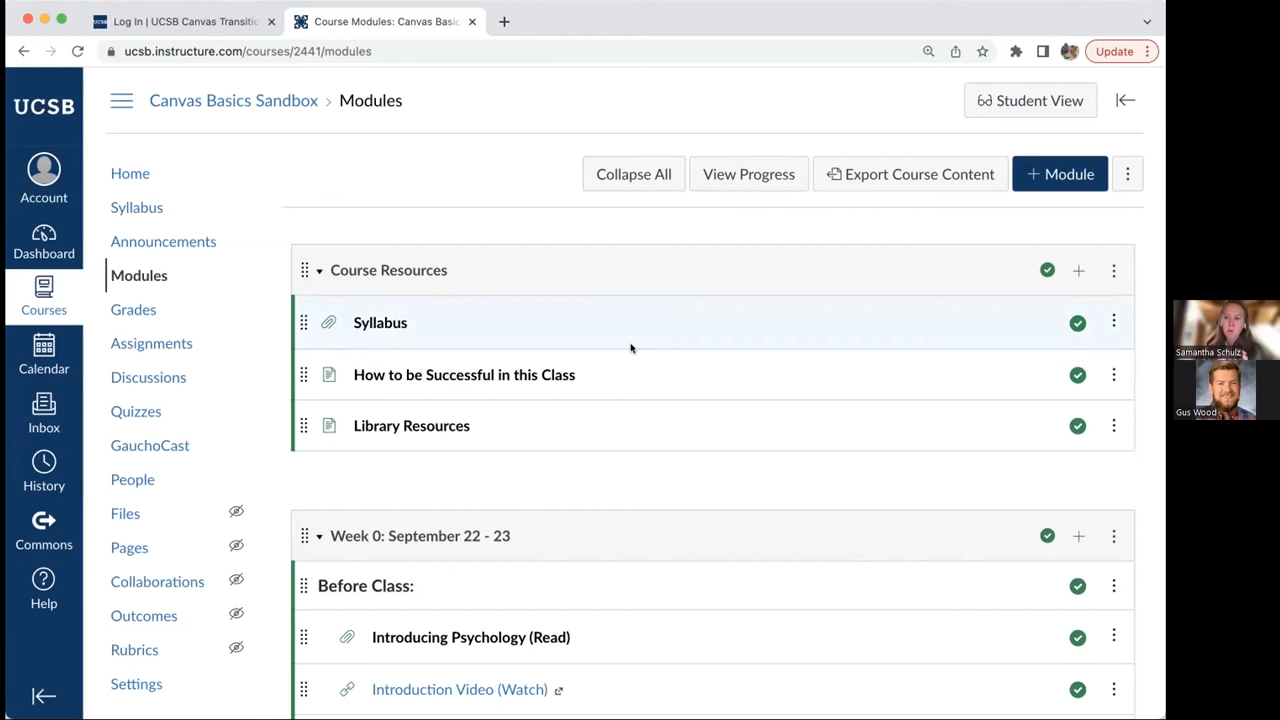 Log In | UCSB Canvas Transitic
Course Modules: Canvas Basic
ucsb.instructure.com/courses/2441/modules
Update
UCSB
Canvas Basics Sandbox › Modules
Student View
Account
Dashboard
Courses
Calendar
Inbox
History
Commons
Help
Home
Syllabus
Announcements
Modules
Grades
Assignments
Discussions
Quizzes
GauchoCast
People
Files
Pages
Collaborations
Outcomes
Rubrics
Settings
Collapse All
View Progress
Export Course Content
+ Module
Course Resources
Syllabus
How to be Successful in this Class
Library Resources
Week 0: September 22 - 23
Before Class:
Introducing Psychology (Read)
Introduction Video (Watch)
Samantha Schulz
Gus Wood